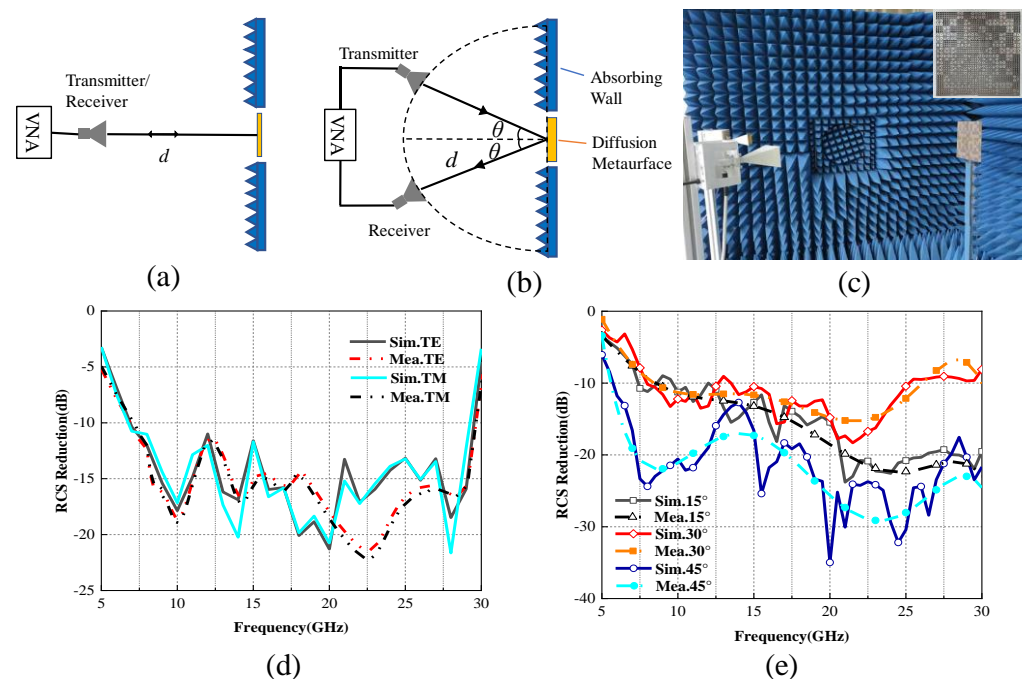 Transmitter/
Receiver
VNA
d
(a)
Transmitter
VNA
θ
θ
d
Receiver
Absorbing
Wall
Diffusion
Metaurface
(b)
(c)
RCS Reduction(dB)
0
-5
-10
-15
-20
-25
5 10 15 20 25 30
Frequency(GHz)
Sim.TE
Mea.TE
Sim.TM
Mea.TM
(d)
RCS Reduction(dB)
0
-10
-20
-30
-40
5 10 15 20 25 30
Frequency(GHz)
Sim.15°
Mea.15°
Sim.30°
Mea.30°
Sim.45°
Mea.45°
(e)